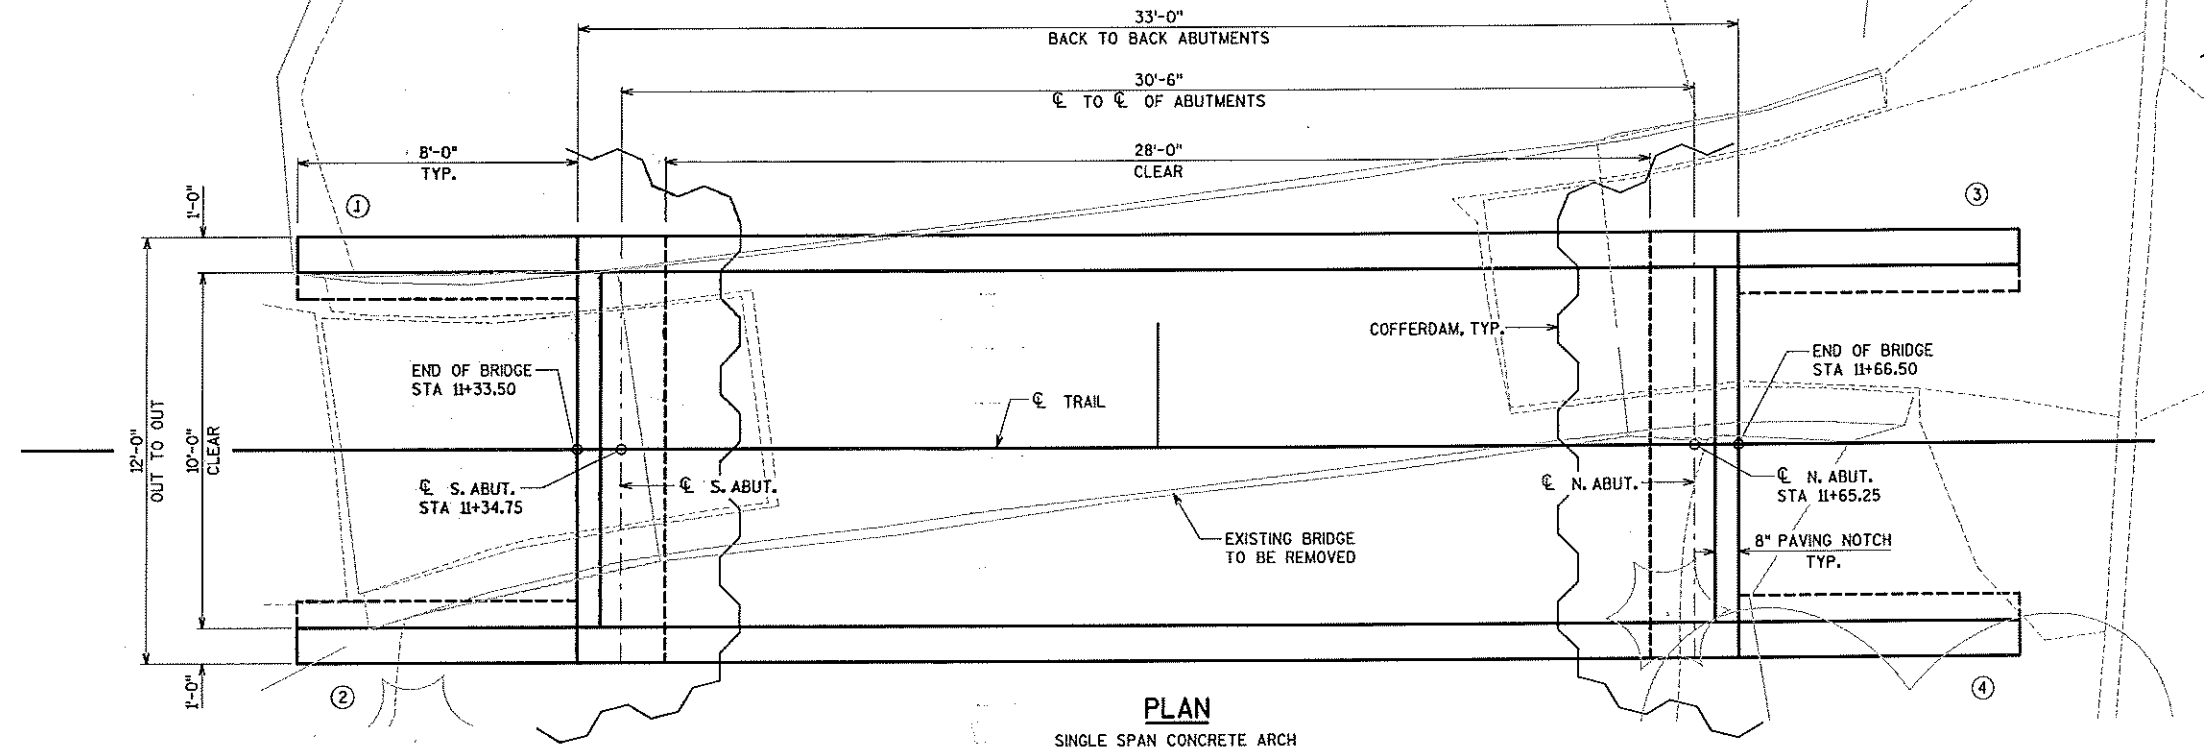 33'-0"
BACK TO BACK ABUTMENTS
30'-6"
℄ TO ℄ OF ABUTMENTS
8'-0"
TYP.
28'-0"
CLEAR
1'-0"
①
③
COFFERDAM, TYP.
END OF BRIDGE
STA 11+33.50
END OF BRIDGE
STA 11+66.50
℄ TRAIL
12'-0"
OUT TO OUT
10'-0"
CLEAR
℄ S. ABUT.
STA 11+34.75
℄ S. ABUT.
℄ N. ABUT.
℄ N. ABUT.
STA 11+65.25
EXISTING BRIDGE
TO BE REMOVED
8" PAVING NOTCH
TYP.
1'-0"
②
④
PLAN
SINGLE SPAN CONCRETE ARCH